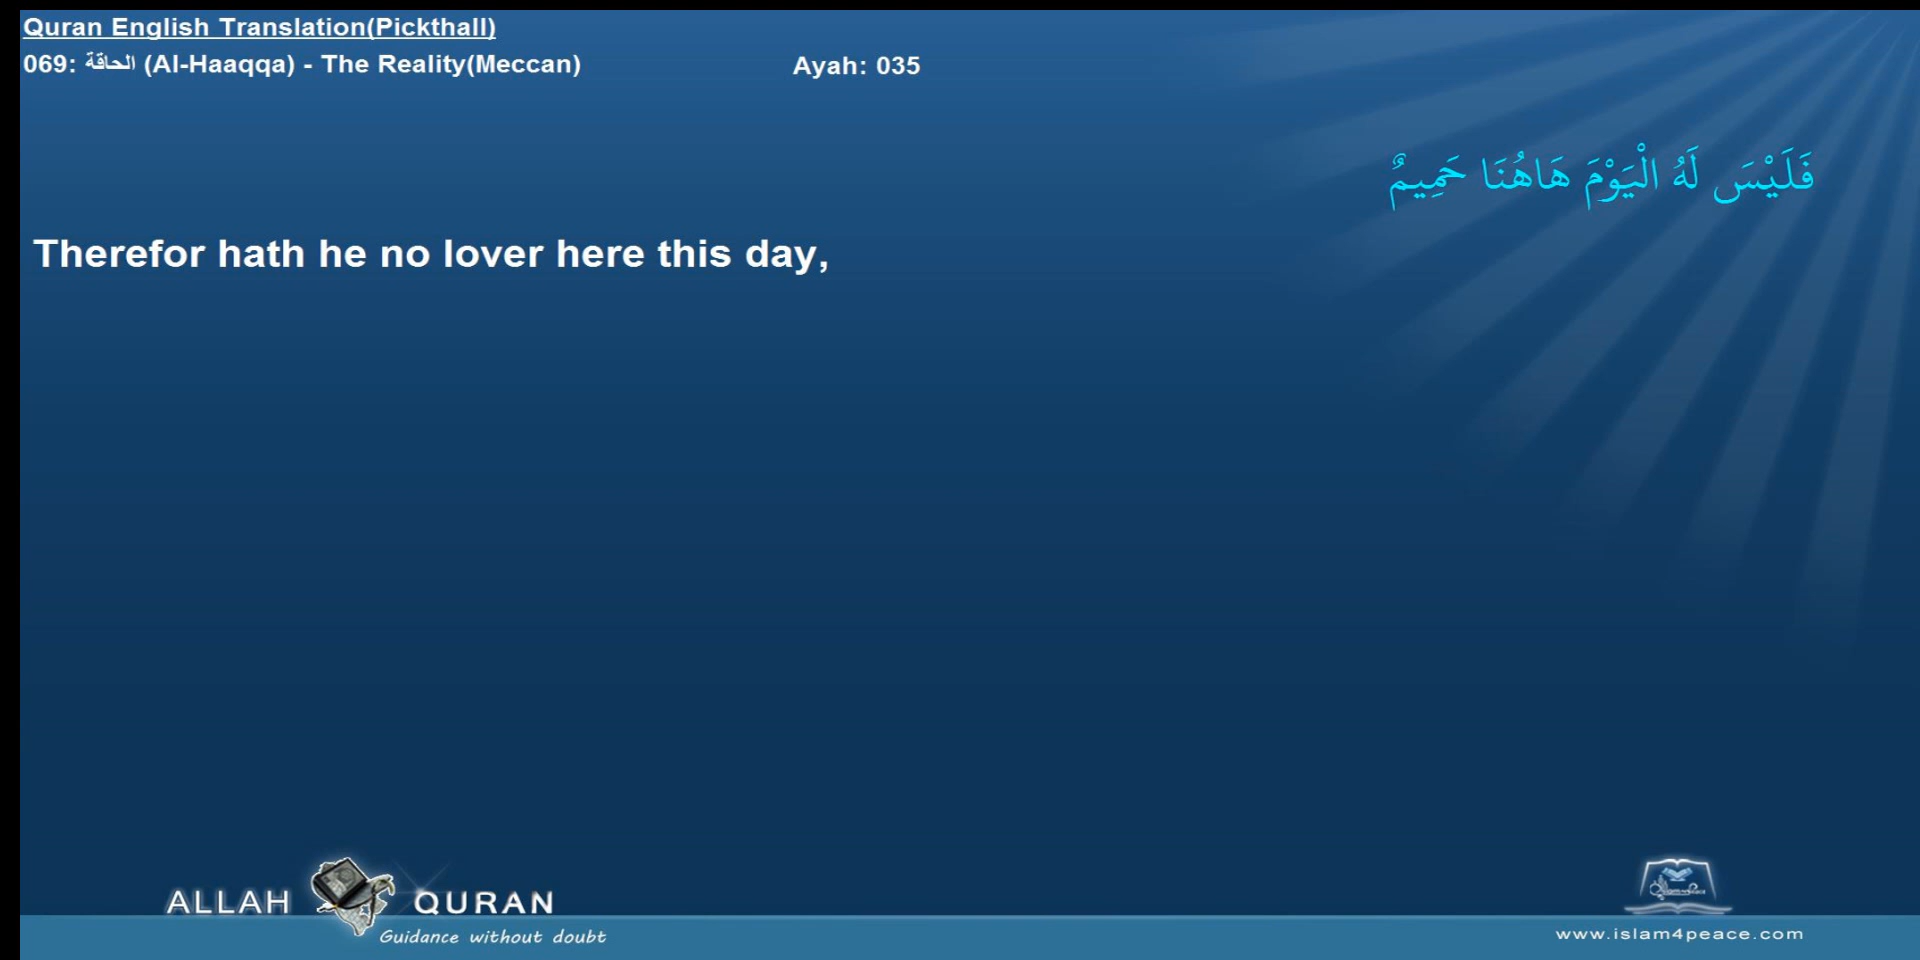 Quran English Translation(Pickthall)
069: الحاقة (Al-Haaqqa) - The Reality(Meccan)
Ayah: 035
فَلَيْسَ لَهُ الْيَوْمَ هَاهُنَا حَمِيمٌ
Therefor hath he no lover here this day,
ALLAH QURAN
Guidance without doubt
www.islam4peace.com